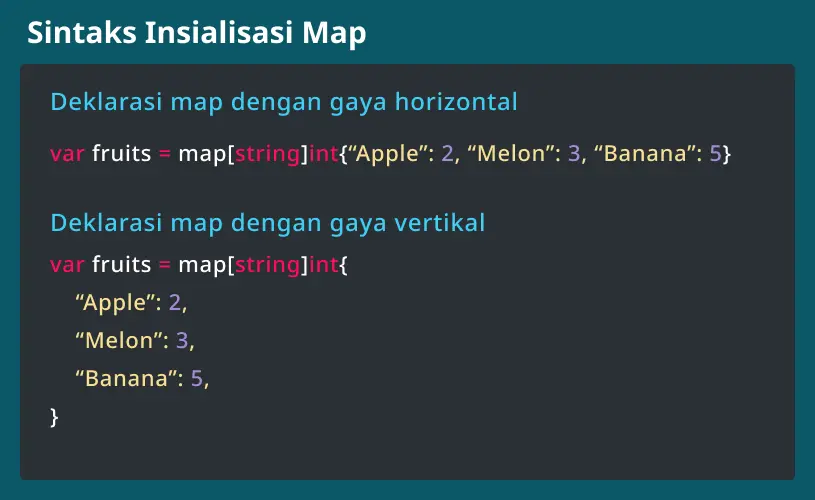 Sintaks Insialisasi Map
Deklarasi map dengan gaya horizontal
var fruits = map[string]int{“Apple”: 2, “Melon”: 3, “Banana”: 5}
Deklarasi map dengan gaya vertikal
var fruits = map[string]int{
“Apple”: 2,
“Melon”: 3,
“Banana”: 5,
}